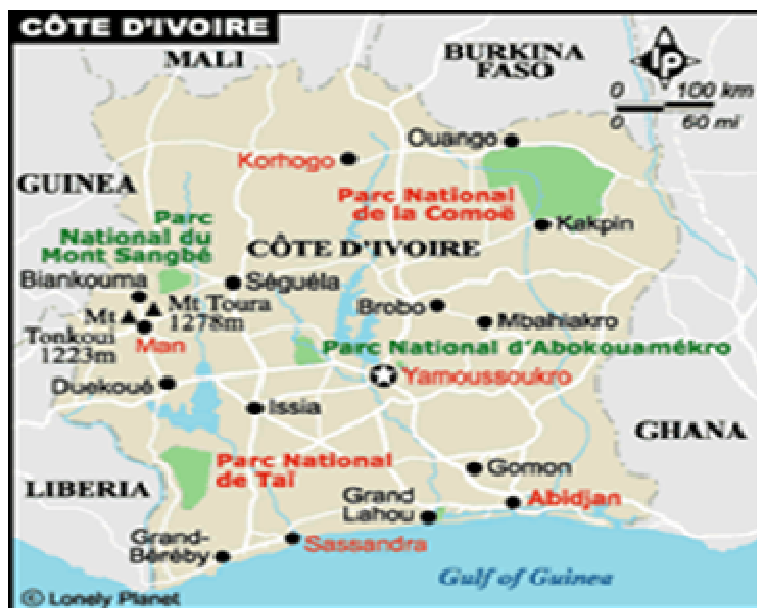 CÔTE D'IVOIRE
MALI
BURKINA
FASO
LP
0 100 km
0 60 mi
Ouango
Korhogo
GUINEA
Parc National
de la Comoë
Parc
National du
Mont Sangbé
Kakpin
CÔTE D'IVOIRE
Biankouma
Séguéla
Mt Toura
1278m
Brobo
Mbahiakro
Mt
Tonkoui
1223m
Man
Parc National d'Abokouamékro
Yamoussoukro
Duekoué
Issia
GHANA
Parc National
de Taï
Gomon
LIBERIA
Grand
Lahou
Abidjan
Grand-
Béréby
Sassandra
Gulf of Guinea
© Lonely Planet